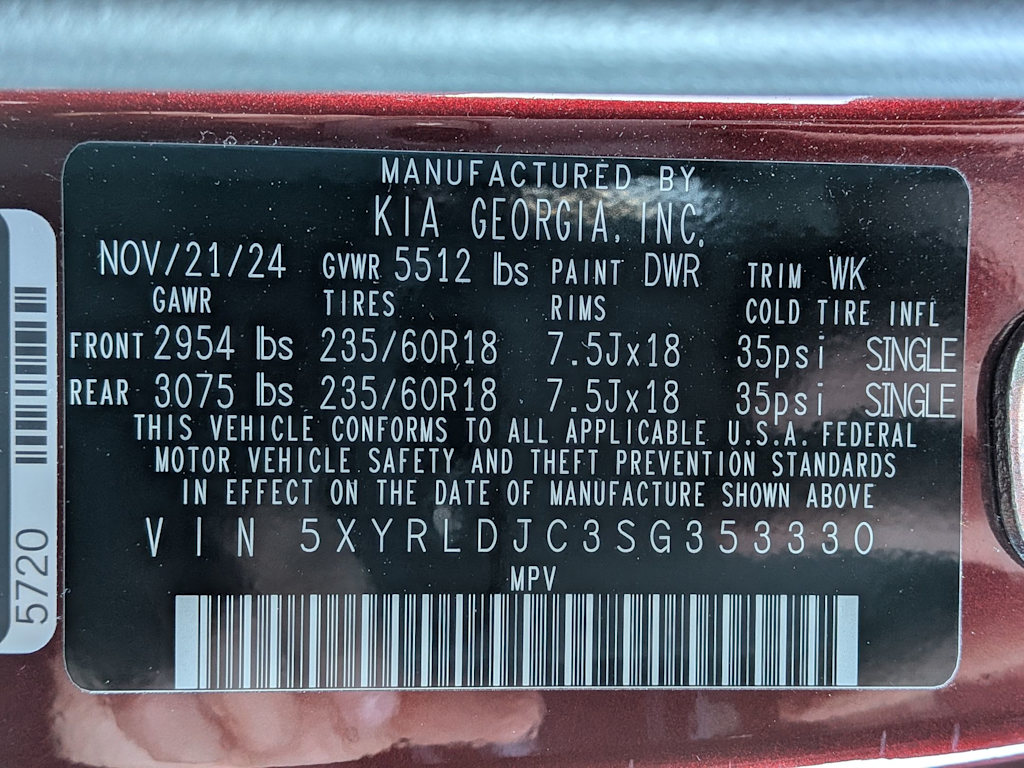 MANUFACTURED BY
KIA GEORGIA, INC.
NOV/21/24 GVWR 5512 lbs PAINT DWR TRIM WK
GAWR TIRES RIMS COLD TIRE INFL
FRONT 2954 lbs 235/60R18 7.5Jx18 35psi SINGLE
REAR 3075 lbs 235/60R18 7.5Jx18 35psi SINGLE
THIS VEHICLE CONFORMS TO ALL APPLICABLE U.S.A. FEDERAL
MOTOR VEHICLE SAFETY AND THEFT PREVENTION STANDARDS
IN EFFECT ON THE DATE OF MANUFACTURE SHOWN ABOVE
VIN 5XYRLDJC3SG353330
MPV
5720